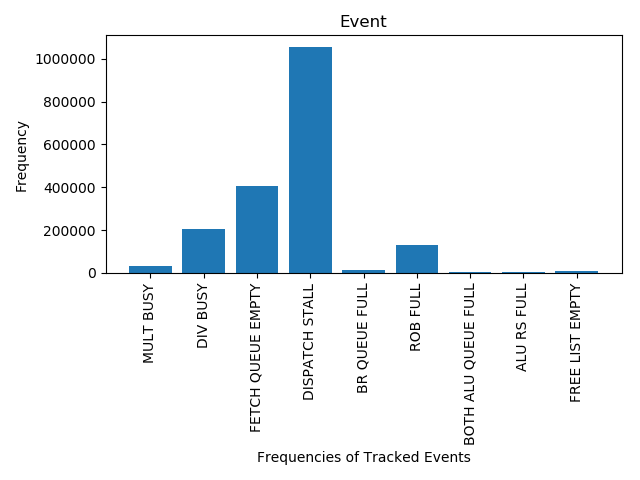 Event
Frequency
1000000
800000
600000
400000
200000
0
MULT BUSY
DIV BUSY
FETCH QUEUE EMPTY
DISPATCH STALL
BR QUEUE FULL
ROB FULL
BOTH ALU QUEUE FULL
ALU RS FULL
FREE LIST EMPTY
Frequencies of Tracked Events